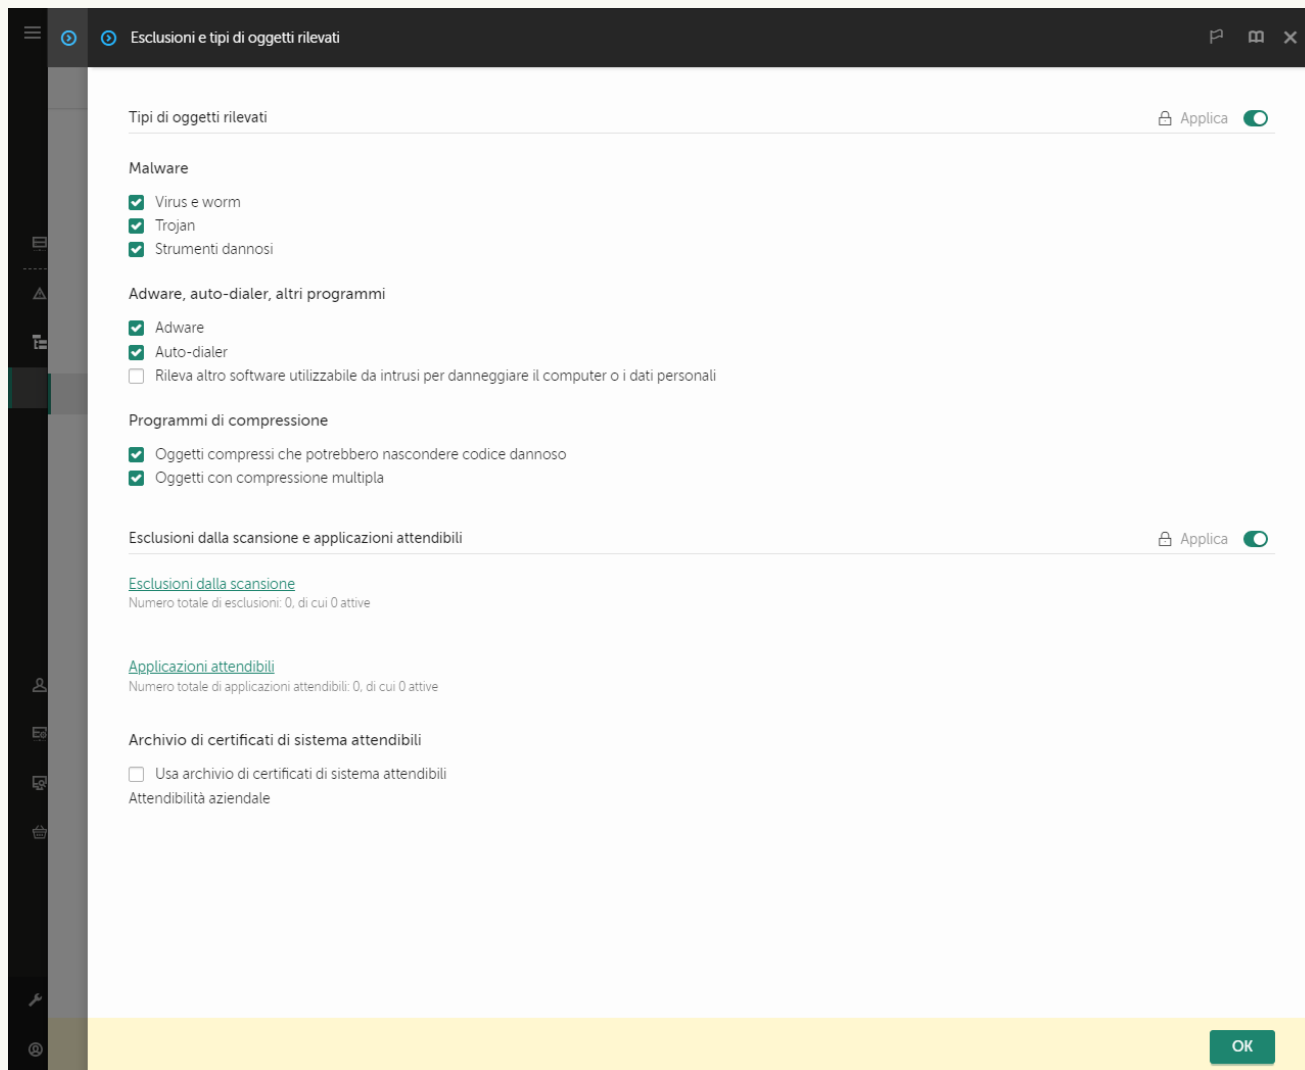 Esclusioni e tipi di oggetti rilevati
Tipi di oggetti rilevati
Applica
Malware
Virus e worm
Trojan
Strumenti dannosi
Adware, auto-dialer, altri programmi
Adware
Auto-dialer
Rileva altro software utilizzabile da intrusi per danneggiare il computer o i dati personali
Programmi di compressione
Oggetti compressi che potrebbero nascondere codice dannoso
Oggetti con compressione multipla
Esclusioni dalla scansione e applicazioni attendibili
Applica
Esclusioni dalla scansione
Numero totale di esclusioni: 0, di cui 0 attive
Applicazioni attendibili
Numero totale di applicazioni attendibili: 0, di cui 0 attive
Archivio di certificati di sistema attendibili
Usa archivio di certificati di sistema attendibili
Attendibilità aziendale
OK